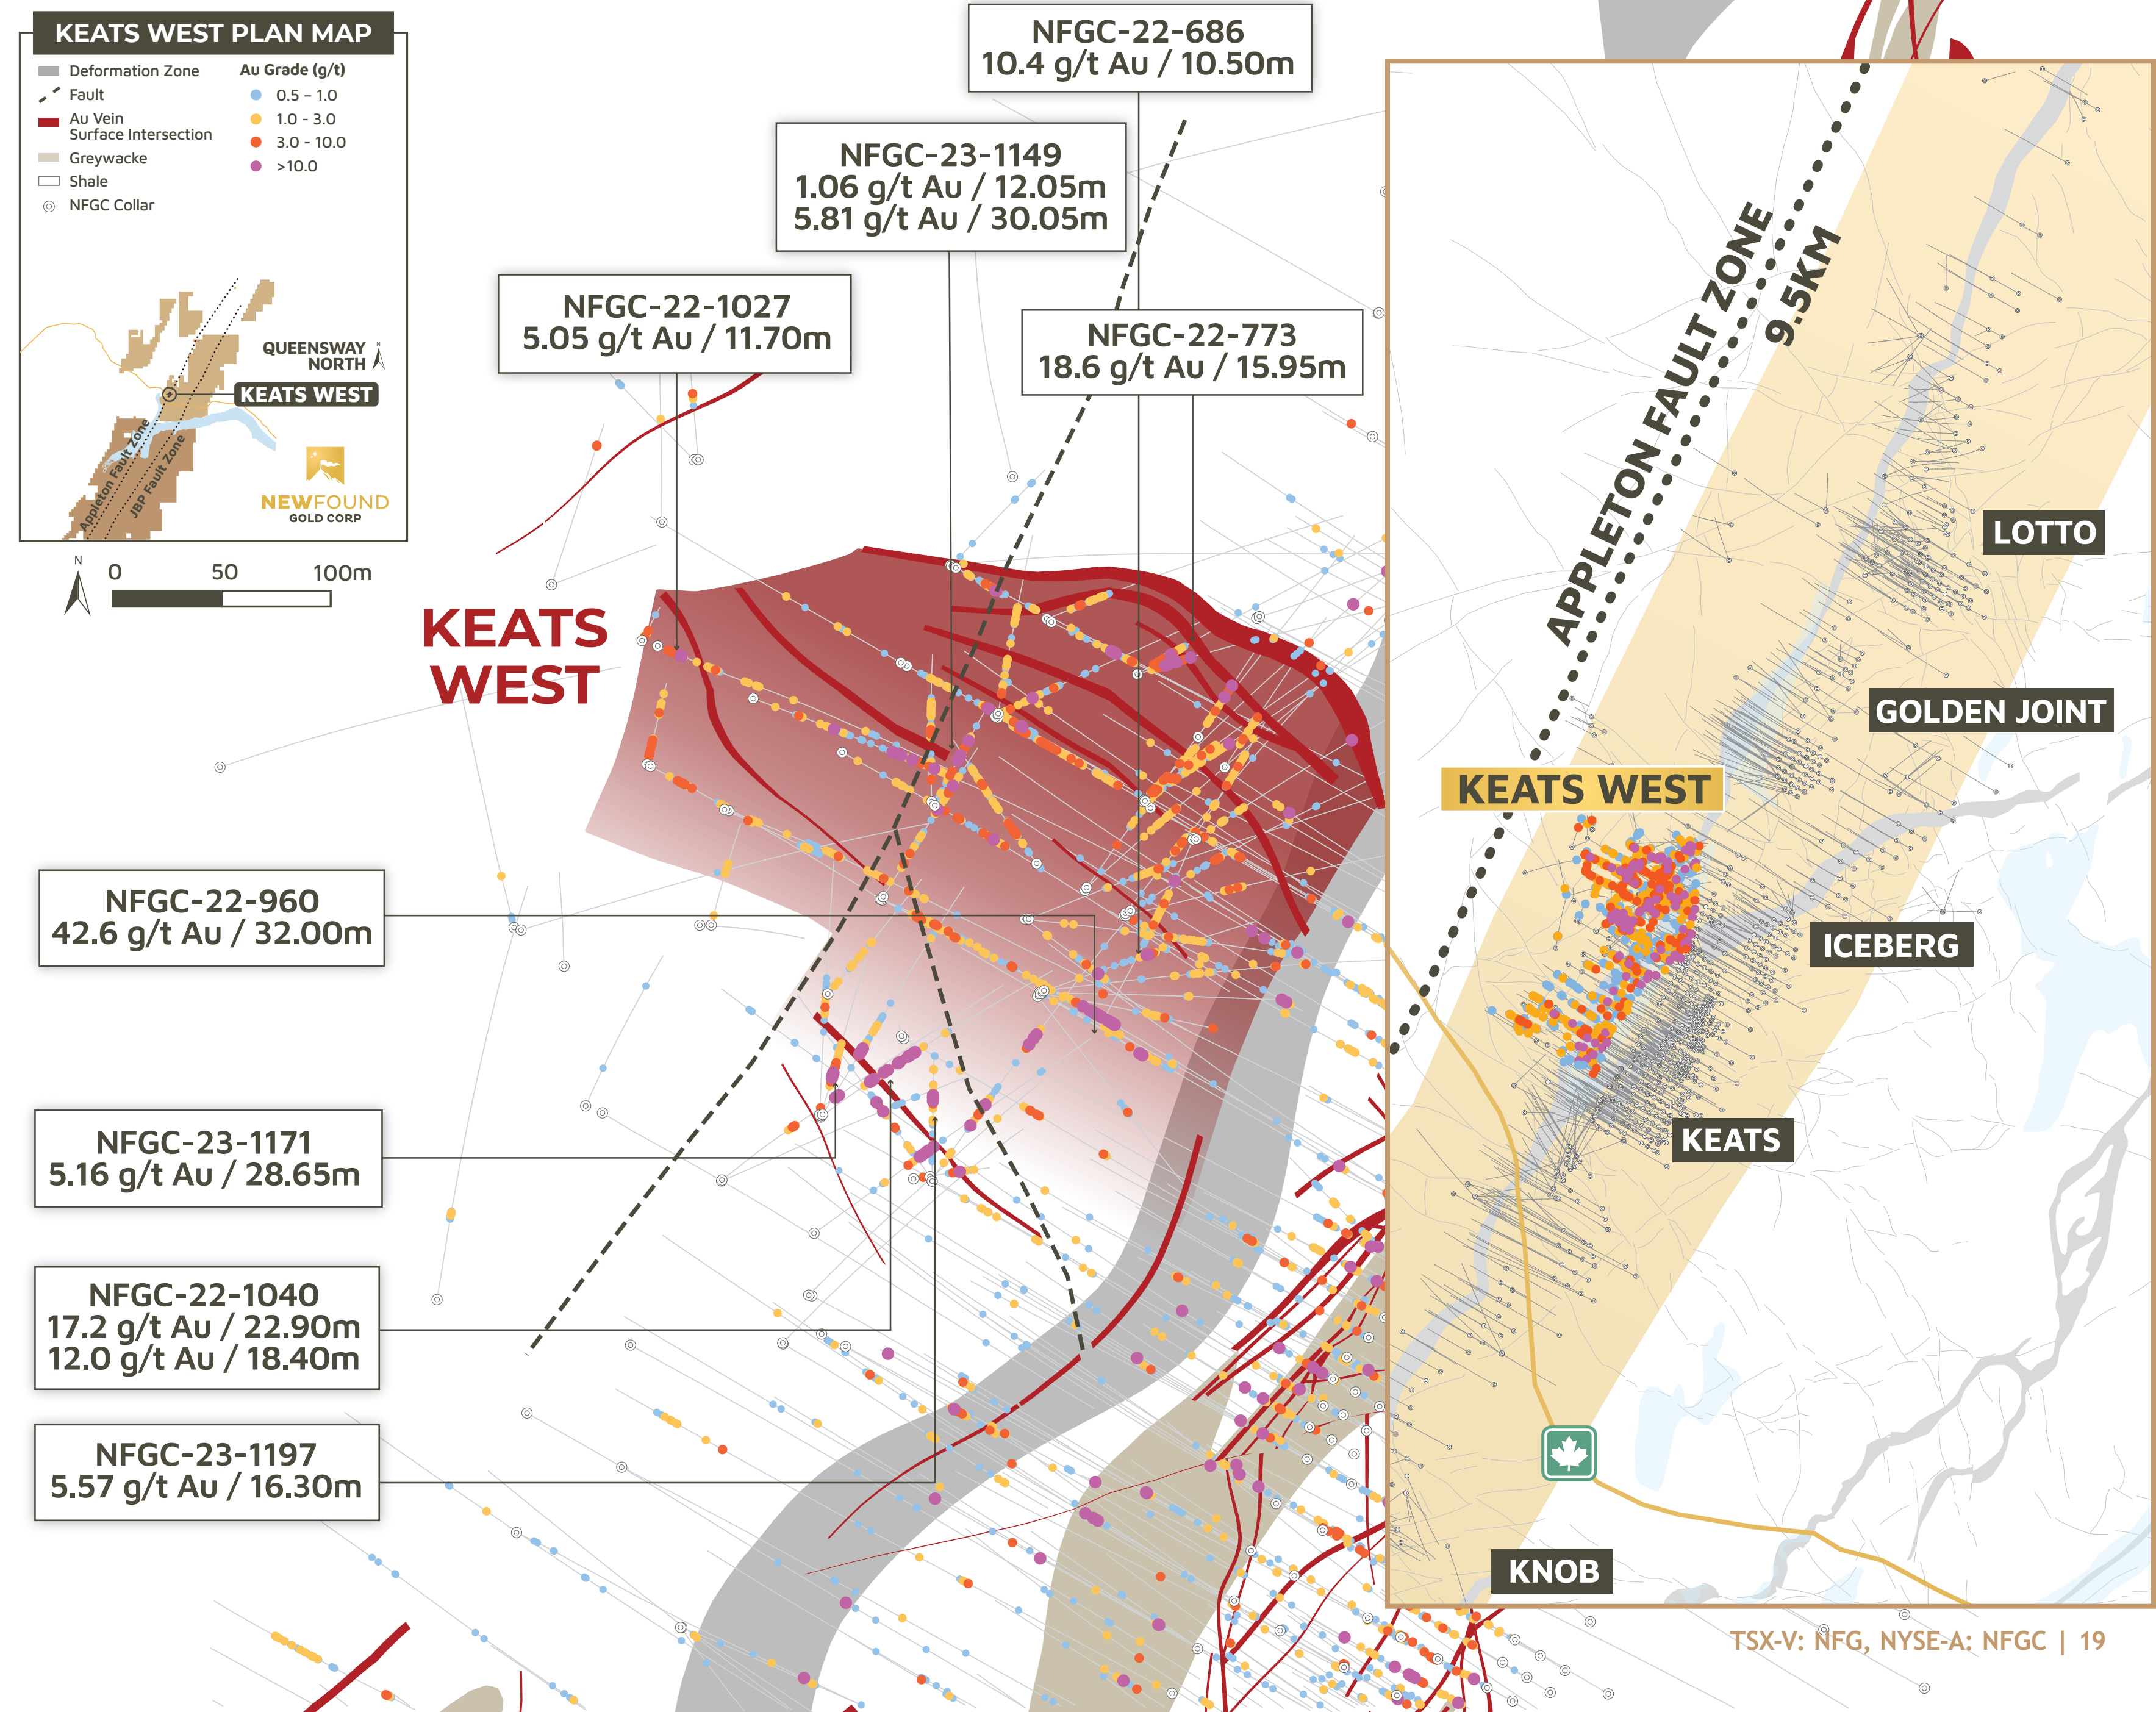 KEATS WEST PLAN MAP
Deformation Zone
Fault
Au Vein
Surface Intersection
Greywacke
Shale
NFGC Collar
Au Grade (g/t)
0.5 – 1.0
1.0 - 3.0
3.0 - 10.0
>10.0
QUEENSWAY
NORTH
N
KEATS WEST
Appleton Fault Zone
JBP Fault Zone
NEWFOUND
GOLD CORP
N
0 50 100m
NFGC-22-686
10.4 g/t Au / 10.50m
NFGC-23-1149
1.06 g/t Au / 12.05m
5.81 g/t Au / 30.05m
NFGC-22-1027
5.05 g/t Au / 11.70m
NFGC-22-773
18.6 g/t Au / 15.95m
KEATS
WEST
NFGC-22-960
42.6 g/t Au / 32.00m
NFGC-23-1171
5.16 g/t Au / 28.65m
NFGC-22-1040
17.2 g/t Au / 22.90m
12.0 g/t Au / 18.40m
NFGC-23-1197
5.57 g/t Au / 16.30m
APPLETON FAULT ZONE
9.5KM
LOTTO
GOLDEN JOINT
KEATS WEST
ICEBERG
KEATS
KNOB
TSX-V: NFG, NYSE-A: NFGC | 19